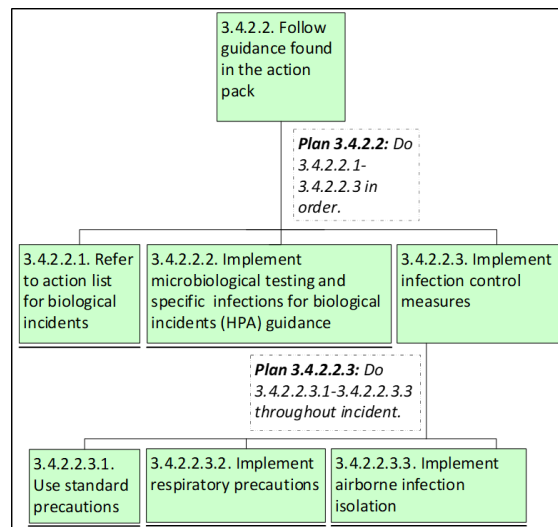 3.4.2.2. Follow
guidance found
in the action
pack
Plan 3.4.2.2: Do
3.4.2.2.1-
3.4.2.2.3 in
order.
3.4.2.2.1. Refer
to action list
for biological
incidents
3.4.2.2.2. Implement
microbiological testing and
specific infections for biological
incidents (HPA) guidance
3.4.2.2.3. Implement
infection control
measures
Plan 3.4.2.2.3: Do
3.4.2.2.3.1-3.4.2.2.3.3
throughout incident.
3.4.2.2.3.1.
Use standard
precautions
3.4.2.2.3.2. Implement
respiratory precautions
3.4.2.2.3.3. Implement
airborne infection
isolation